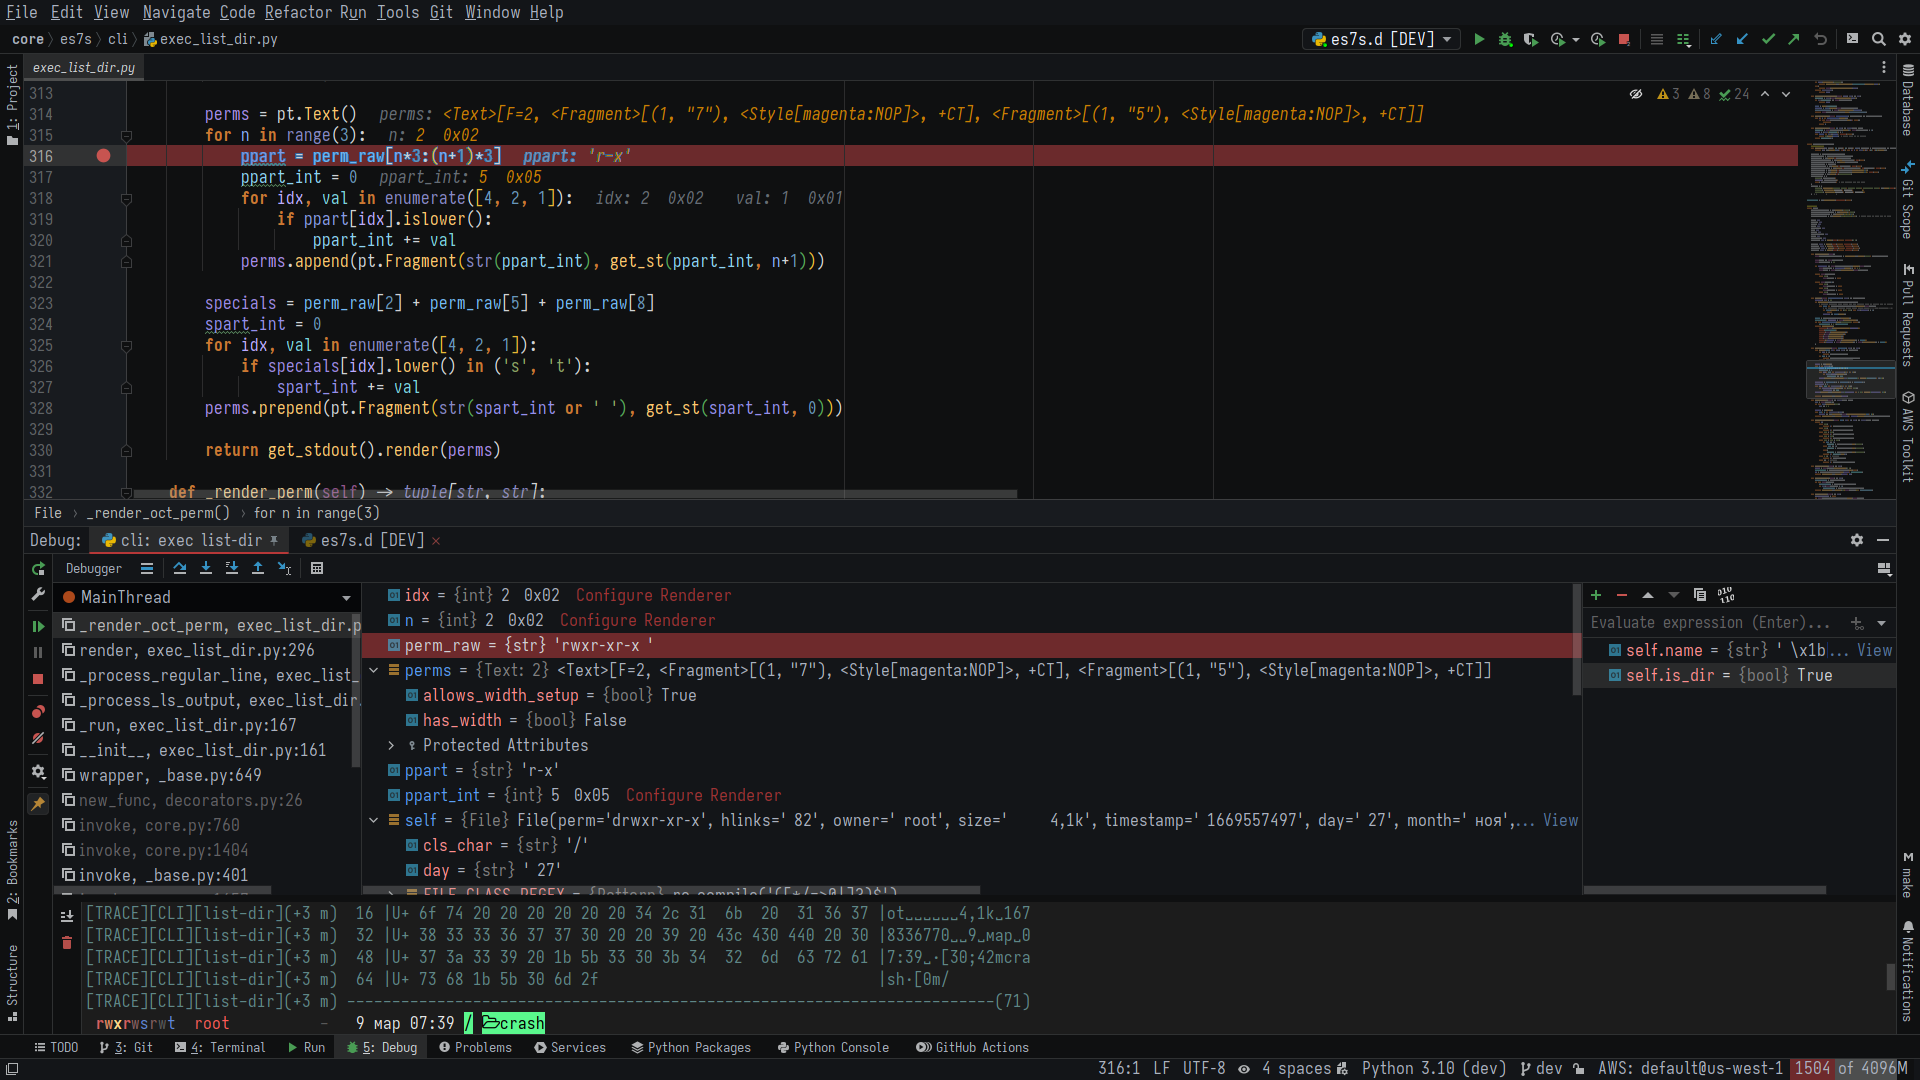 File Edit View Navigate Code Refactor Run Tools Git Window Help
core es7s cli exec_list_dir.py
es7s.d [DEV]
exec_list_dir.py
3 8 24
313
314 perms = pt.Text() perms: <Text>[F=2, <Fragment>[(1, "7"), <Style[magenta:NOP]>, +CT], <Fragment>[(1, "5"), <Style[magenta:NOP]>, +CT]]
315 for n in range(3): n: 2 0x02
316 ppart = perm_raw[n*3:(n+1)*3] ppart: 'r-x'
317 ppart_int = 0 ppart_int: 5 0x05
318 for idx, val in enumerate([4, 2, 1]): idx: 2 0x02 val: 1 0x01
319 if ppart[idx].islower():
320 ppart_int += val
321 perms.append(pt.Fragment(str(ppart_int), get_st(ppart_int, n+1)))
322
323 specials = perm_raw[2] + perm_raw[5] + perm_raw[8]
324 spart_int = 0
325 for idx, val in enumerate([4, 2, 1]):
326 if specials[idx].lower() in ('s', 't'):
327 spart_int += val
328 perms.prepend(pt.Fragment(str(spart_int or ' '), get_st(spart_int, 0)))
329
330 return get_stdout().render(perms)
331
332 def _render_perm(self) -> tuple[str, str]:
File › _render_oct_perm() › for n in range(3)
1: Project
2: Bookmarks
Structure
Database
Git Scope
Pull Requests
AWS Toolkit
make
Notifications
Debug: cli: exec list-dir es7s.d [DEV]
Debugger
MainThread
_render_oct_perm, exec_list_dir.p
render, exec_list_dir.py:296
_process_regular_line, exec_list_
_process_ls_output, exec_list_dir.
_run, exec_list_dir.py:167
__init__, exec_list_dir.py:161
wrapper, _base.py:649
new_func, decorators.py:26
invoke, core.py:760
invoke, core.py:1404
invoke, _base.py:401
idx = {int} 2 0x02 Configure Renderer
n = {int} 2 0x02 Configure Renderer
perm_raw = {str} 'rwxr-xr-x '
perms = {Text: 2} <Text>[F=2, <Fragment>[(1, "7"), <Style[magenta:NOP]>, +CT], <Fragment>[(1, "5"), <Style[magenta:NOP]>, +CT]]
allows_width_setup = {bool} True
has_width = {bool} False
Protected Attributes
ppart = {str} 'r-x'
ppart_int = {int} 5 0x05 Configure Renderer
self = {File} File(perm='drwxr-xr-x', hlinks=' 82', owner=' root', size=' 4,1k', timestamp=' 1669557497', day=' 27', month=' ноя',... View
cls_char = {str} '/'
day = {str} ' 27'
Evaluate expression (Enter)...
self.name = {str} ' \x1b... View
self.is_dir = {bool} True
[TRACE][CLI][list-dir](+3 m) 16 |U+ 6f 74 20 20 20 20 20 20 34 2c 31 6b 20 31 36 37 |ot␣␣␣␣␣␣4,1k␣167
[TRACE][CLI][list-dir](+3 m) 32 |U+ 38 33 33 36 37 37 30 20 20 39 20 43c 430 440 20 30 |8336770␣␣9␣мар␣0
[TRACE][CLI][list-dir](+3 m) 48 |U+ 37 3a 33 39 20 1b 5b 33 30 3b 34 32 6d 63 72 61 |7:39␣·[30;42mcra
[TRACE][CLI][list-dir](+3 m) 64 |U+ 73 68 1b 5b 30 6d 2f |sh·[0m/
[TRACE][CLI][list-dir](+3 m) ------------------------------------------------------------------------(71)
rwxrwsrwt root - 9 мар 07:39 / crash
TODO 3: Git 4: Terminal Run 5: Debug Problems Services Python Packages Python Console GitHub Actions
316:1 LF UTF-8 4 spaces Python 3.10 (dev) dev AWS: default@us-west-1 1504 of 4096M